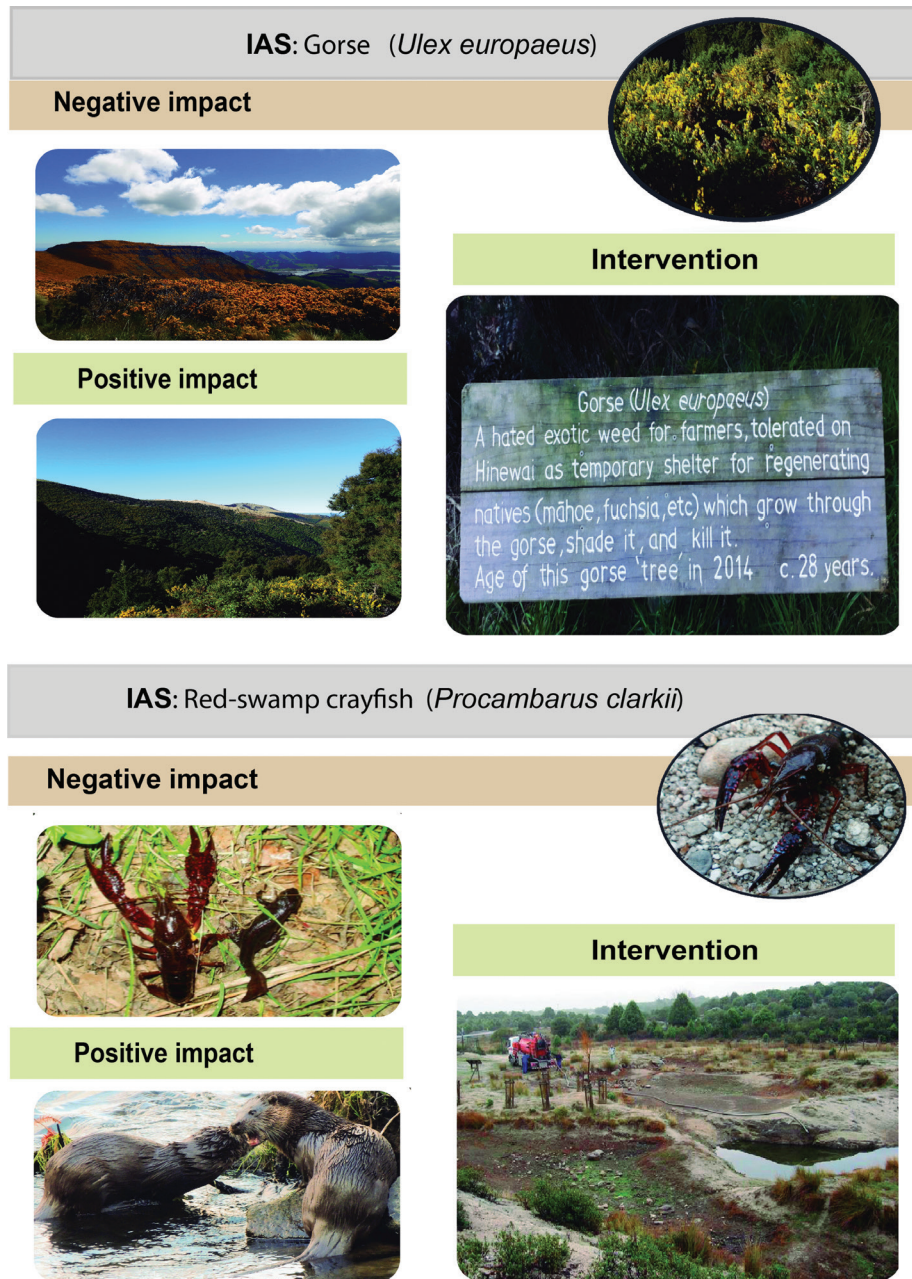 IAS: Gorse (Ulex europaeus)
Negative impact
Positive impact
Intervention
Gorse (Ulex europaeus)
A hated exotic weed for farmers, tolerated on
Hinewai as temporary shelter for regenerating
natives (māhoe, fuchsia, etc) which grow through
the gorse, shade it, and kill it.
Age of this gorse 'tree' in 2014 c. 28 years.
IAS: Red-swamp crayfish (Procambarus clarkii)
Negative impact
Positive impact
Intervention